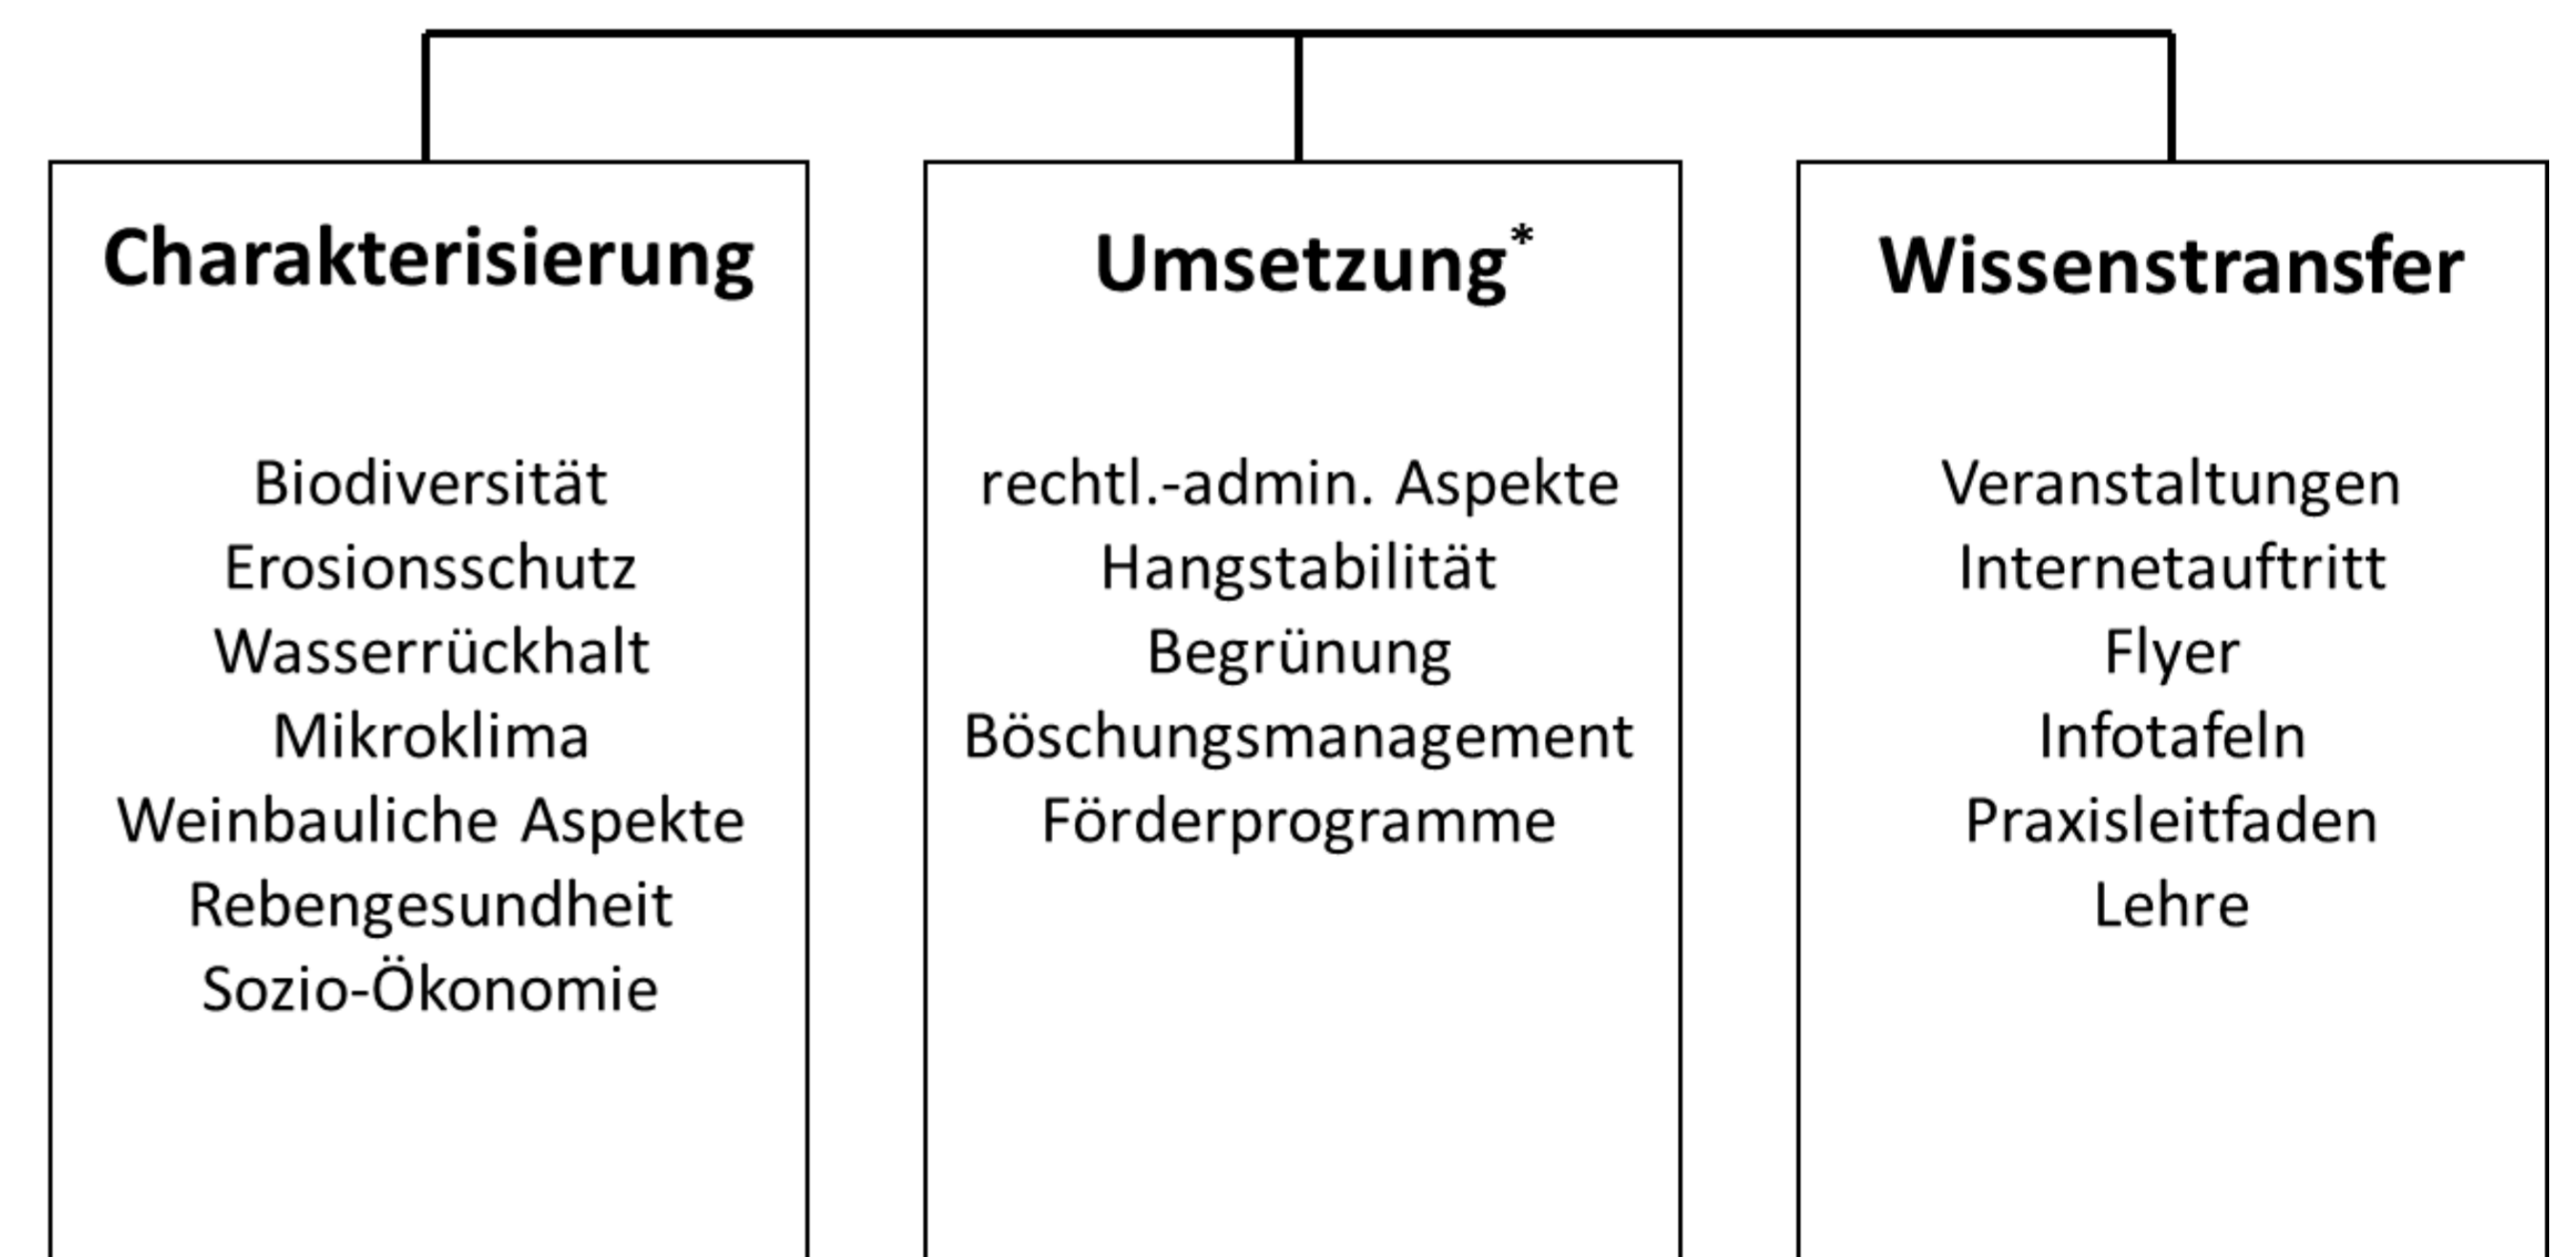 Charakterisierung
Biodiversität
Erosionsschutz
Wasserrückhalt
Mikroklima
Weinbauliche Aspekte
Rebengesundheit
Sozio-Ökonomie
Umsetzung*
rechtl.-admin. Aspekte
Hangstabilität
Begrünung
Böschungsmanagement
Förderprogramme
Wissenstransfer
Veranstaltungen
Internetauftritt
Flyer
Infotafeln
Praxisleitfaden
Lehre